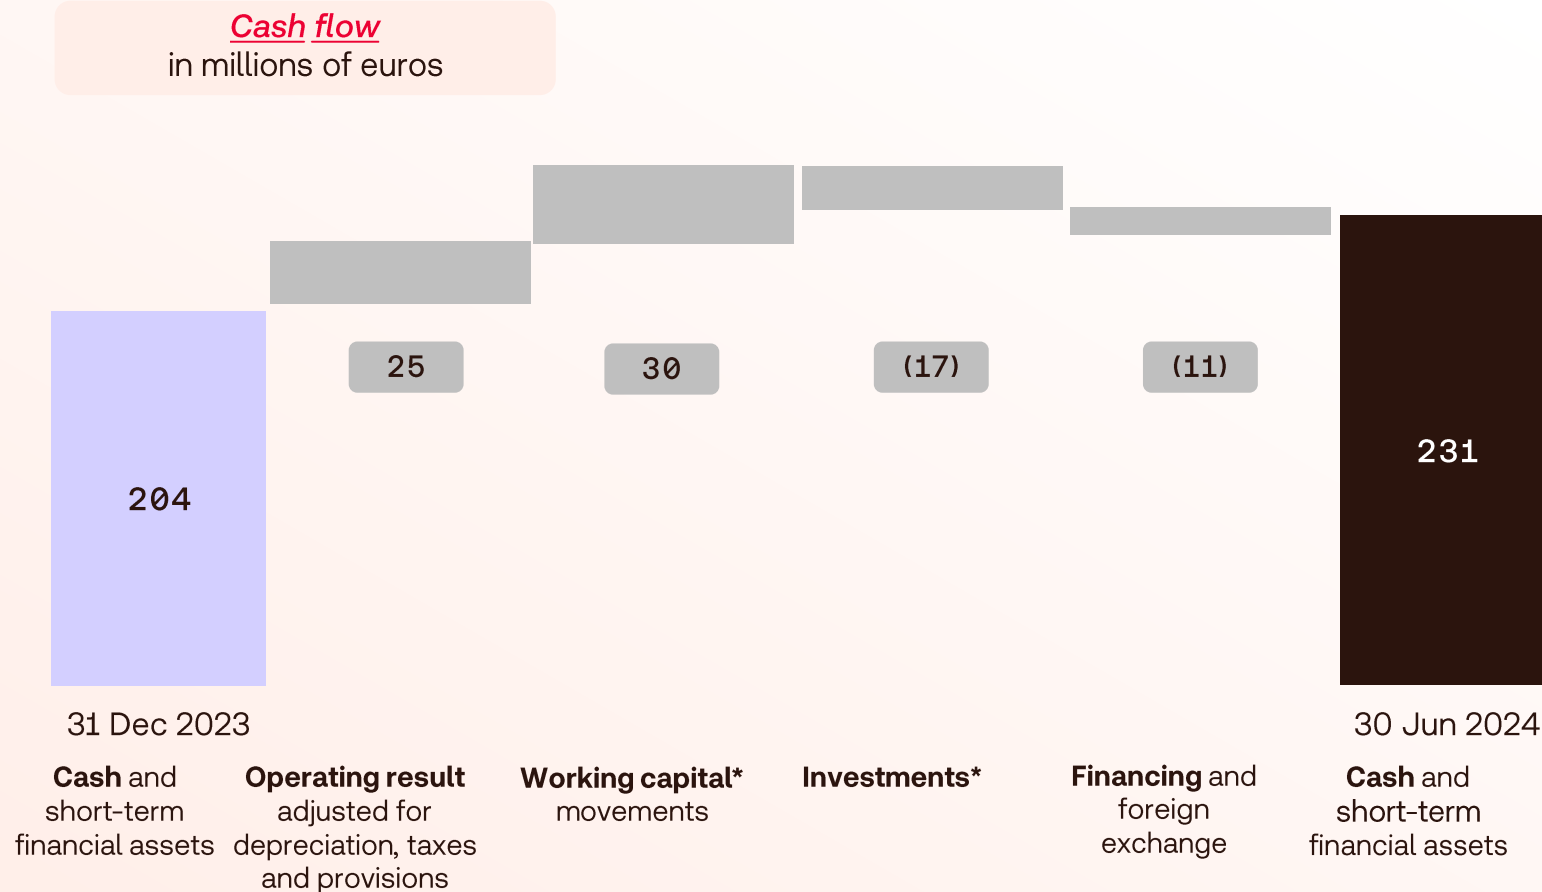 Cash flow
in millions of euros
25
30
(17)
(11)
204
231
31 Dec 2023
30 Jun 2024
Cash and
short-term
financial assets
Operating result
adjusted for
depreciation, taxes
and provisions
Working capital*
movements
Investments*
Financing and
foreign
exchange
Cash and
short-term
financial assets